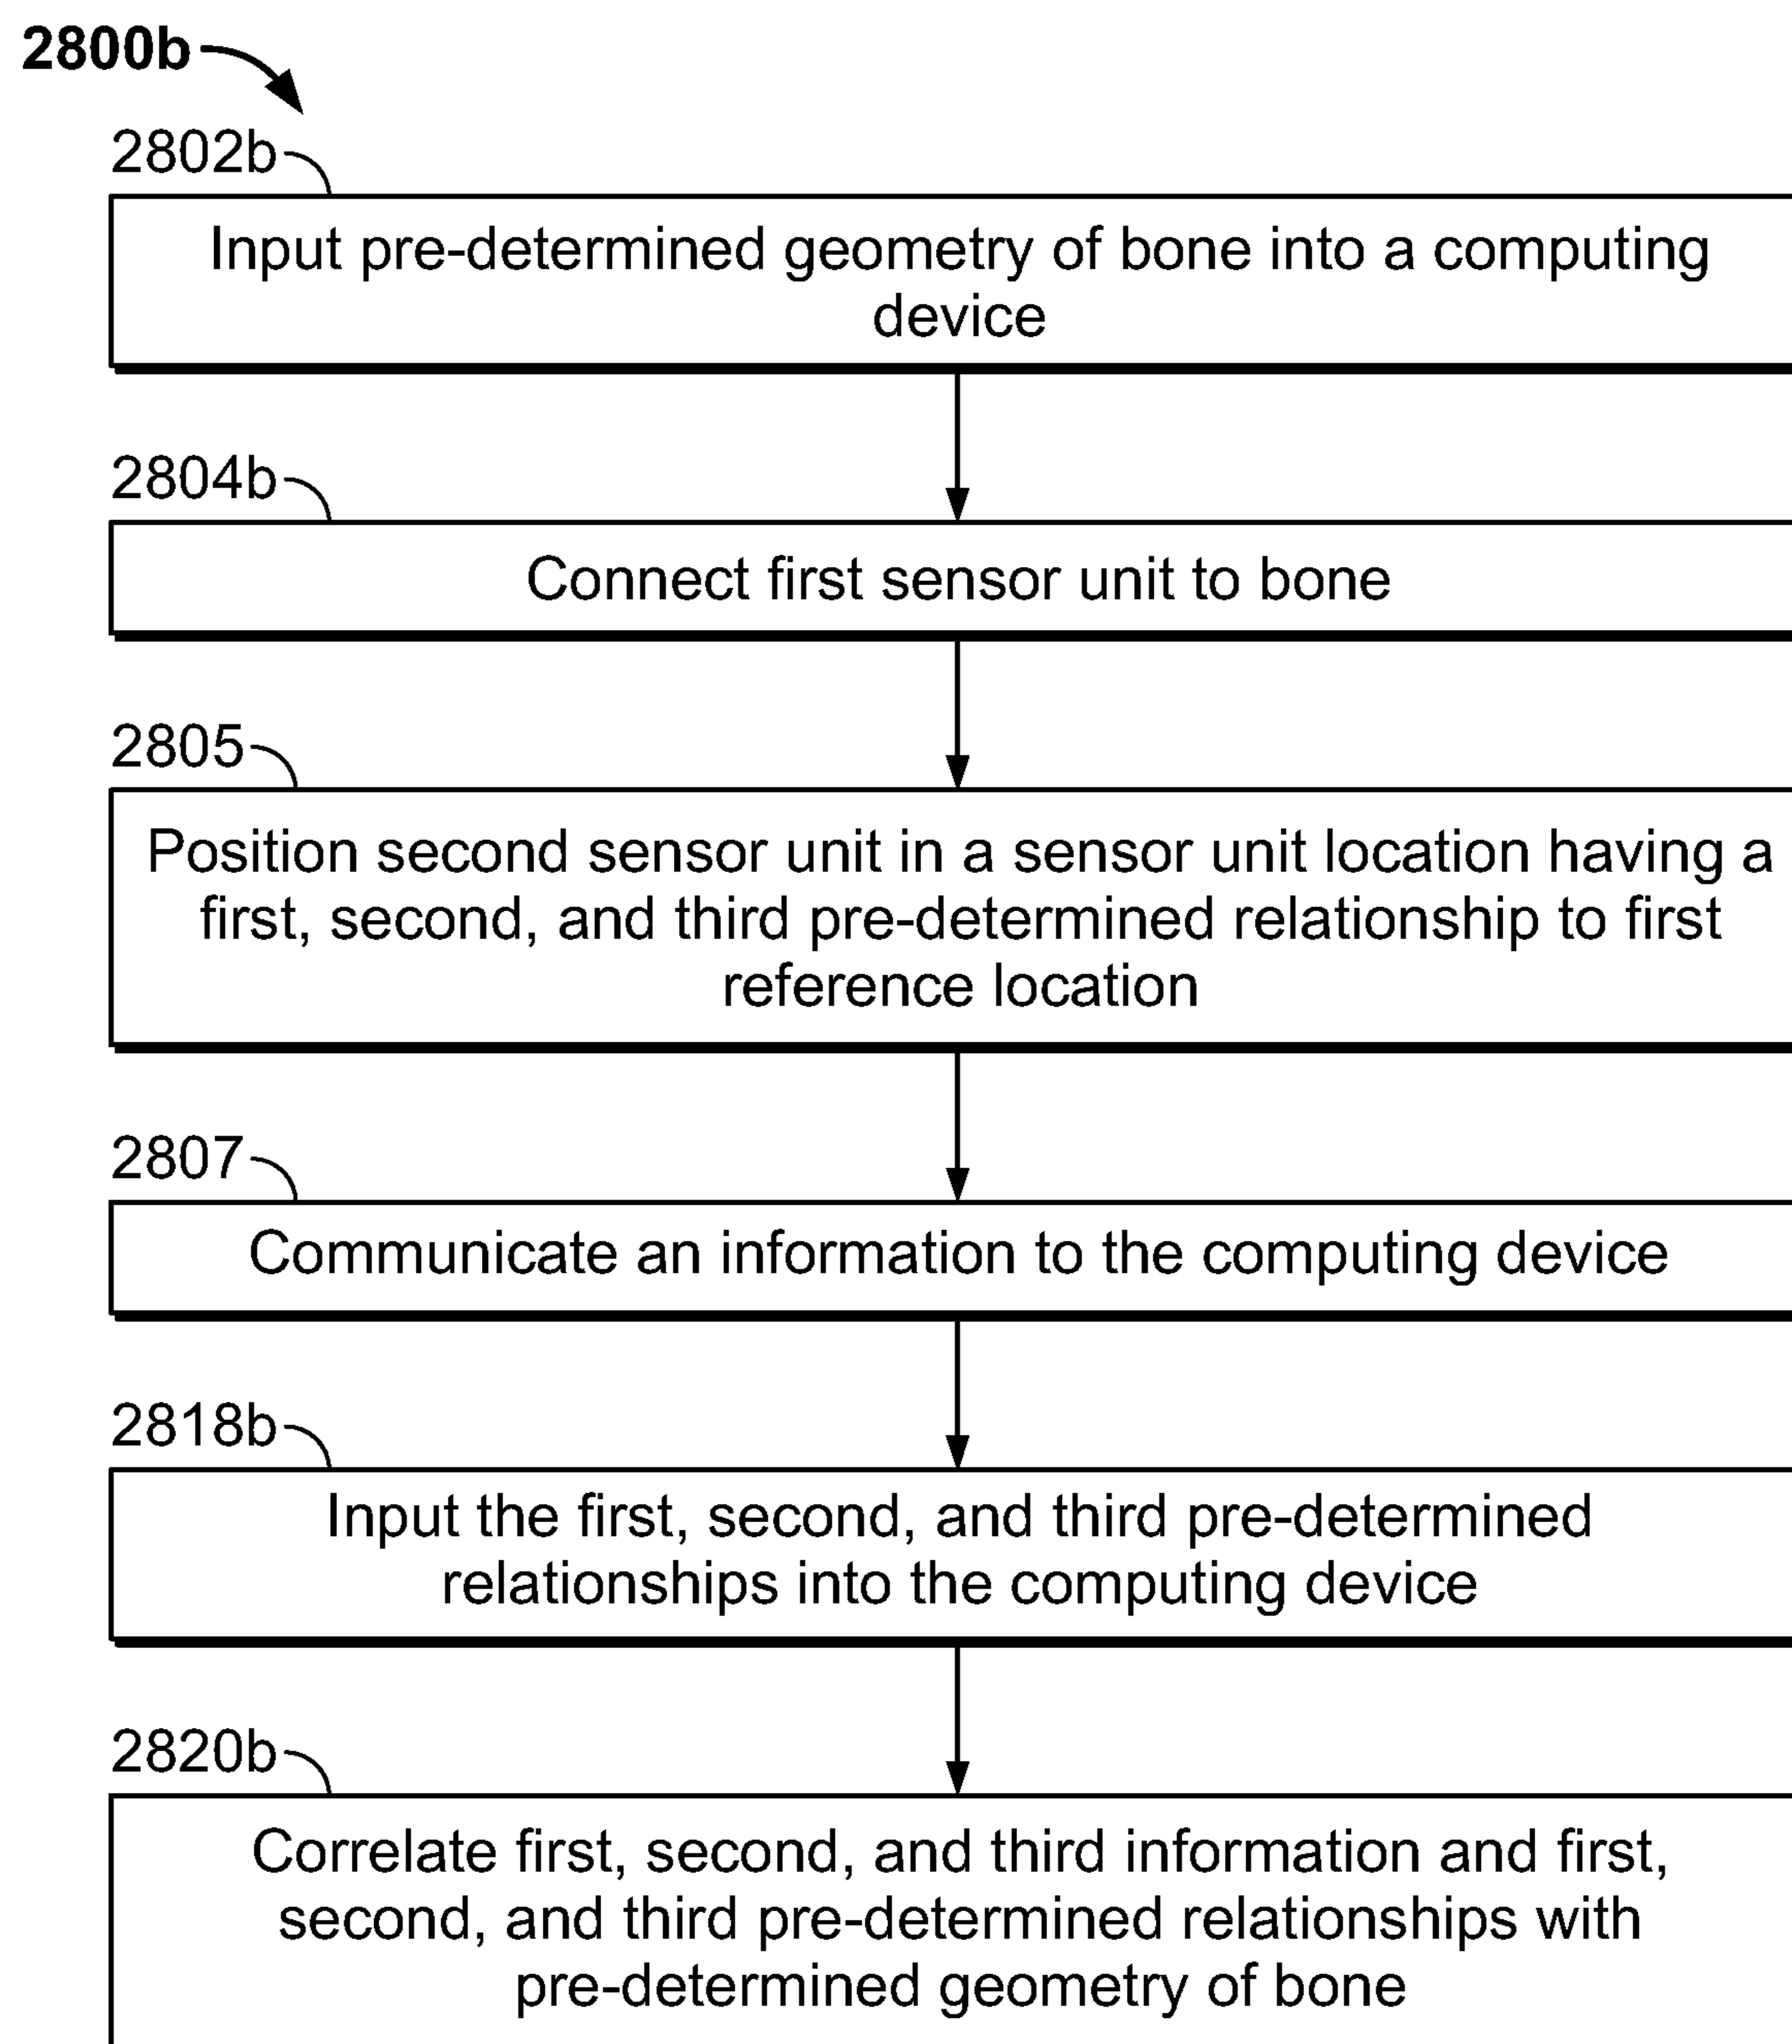 2800b
2802b
Input pre-determined geometry of bone into a computing
device
2804b
Connect first sensor unit to bone
2805
Position second sensor unit in a sensor unit location having a
first, second, and third pre-determined relationship to first
reference location
2807
Communicate an information to the computing device
2818b
Input the first, second, and third pre-determined
relationships into the computing device
2820b
Correlate first, second, and third information and first,
second, and third pre-determined relationships with
pre-determined geometry of bone